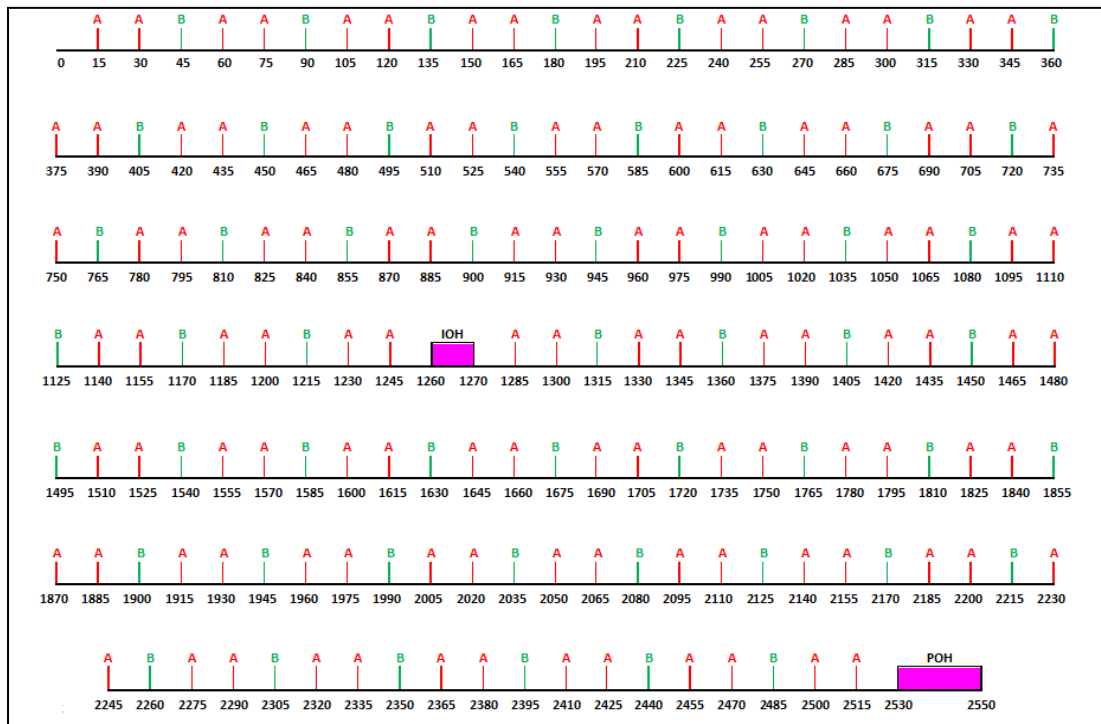 A A B A A B A A B A A B A A B A A B A A B A A B
0 15 30 45 60 75 90 105 120 135 150 165 180 195 210 225 240 255 270 285 300 315 330 345 360
A A B A A B A A B A A B A A B A A B A A B A A B A
375 390 405 420 435 450 465 480 495 510 525 540 555 570 585 600 615 630 645 660 675 690 705 720 735
A B A A B A A B A A B A A B A A B A A B A A B A A
750 765 780 795 810 825 840 855 870 885 900 915 930 945 960 975 990 1005 1020 1035 1050 1065 1080 1095 1110
B A A B A A B A A IOH A A B A A B A A B A A B A A
1125 1140 1155 1170 1185 1200 1215 1230 1245 1260 1270 1285 1300 1315 1330 1345 1360 1375 1390 1405 1420 1435 1450 1465 1480
B A A B A A B A A B A A B A A B A A B A A B A A B
1495 1510 1525 1540 1555 1570 1585 1600 1615 1630 1645 1660 1675 1690 1705 1720 1735 1750 1765 1780 1795 1810 1825 1840 1855
A A B A A B A A B A A B A A B A A B A A B A A B A
1870 1885 1900 1915 1930 1945 1960 1975 1990 2005 2020 2035 2050 2065 2080 2095 2110 2125 2140 2155 2170 2185 2200 2215 2230
A B A A B A A B A A B A A B A A B A A POH
2245 2260 2275 2290 2305 2320 2335 2350 2365 2380 2395 2410 2425 2440 2455 2470 2485 2500 2515 2530 2550